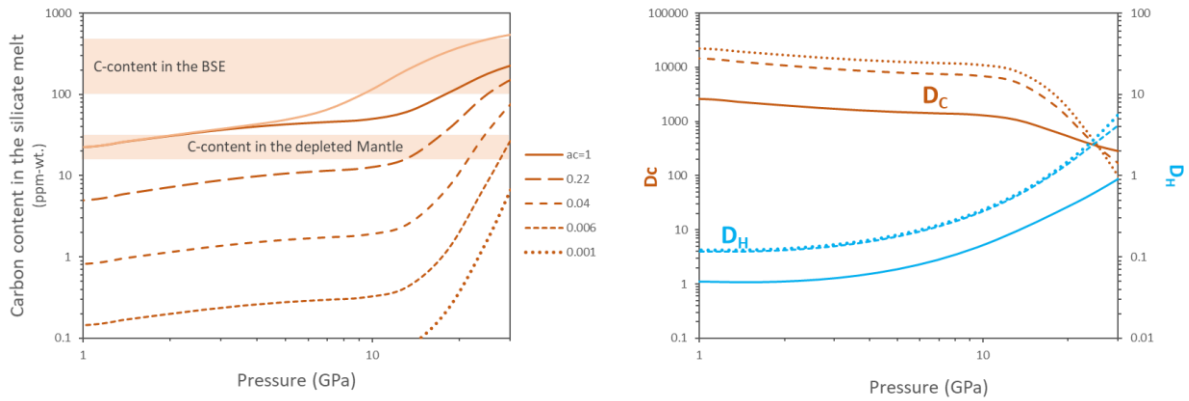 Carbon content in the silicate melt
(ppm-wt.)
1000
100
10
1
0.1
C-content in the BSE
C-content in the depleted Mantle
1
10
Pressure (GPa)
ac=1
0.22
0.04
0.006
0.001
Dc
100000
10000
1000
100
10
1
0.1
DC
DH
1
10
Pressure (GPa)
100
10
1
0.1
0.01
DH